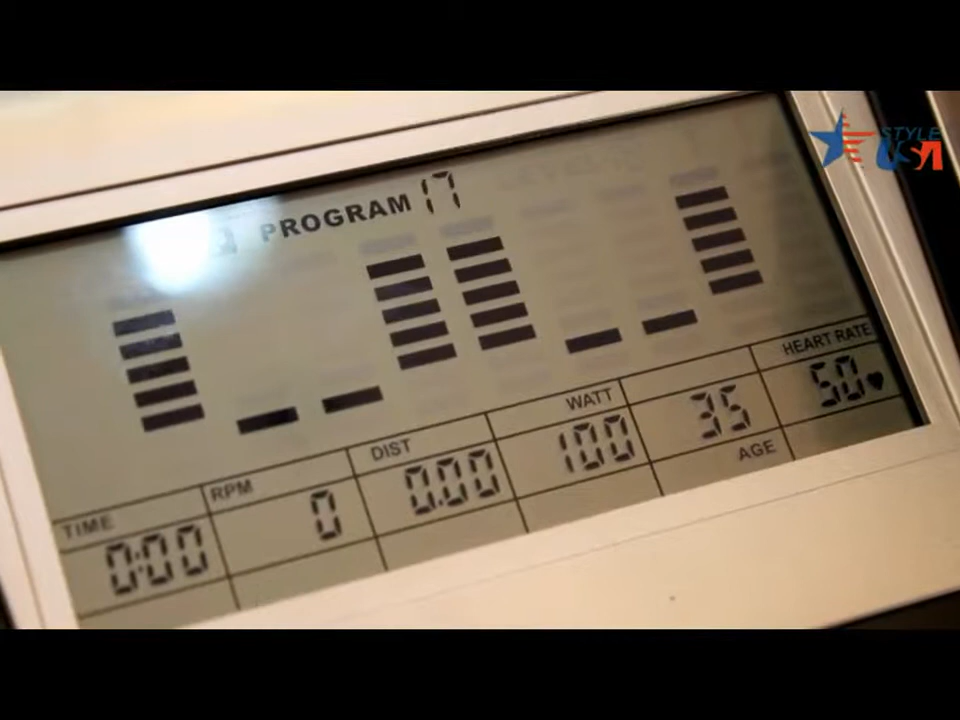 STYLE
USA
PROGRAM 17
TIME
0:00
RPM
0
DIST
0.00
WATT
100
35
AGE
HEART RATE
50♥